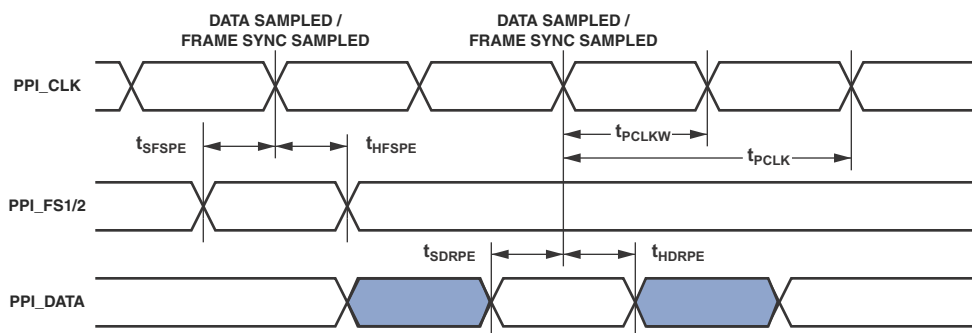 DATA SAMPLED /
FRAME SYNC SAMPLED
DATA SAMPLED /
FRAME SYNC SAMPLED
PPI_CLK
tPCLKW
tSFSPE
tHFSPE
tPCLK
PPI_FS1/2
tSDRPE
tHDRPE
PPI_DATA